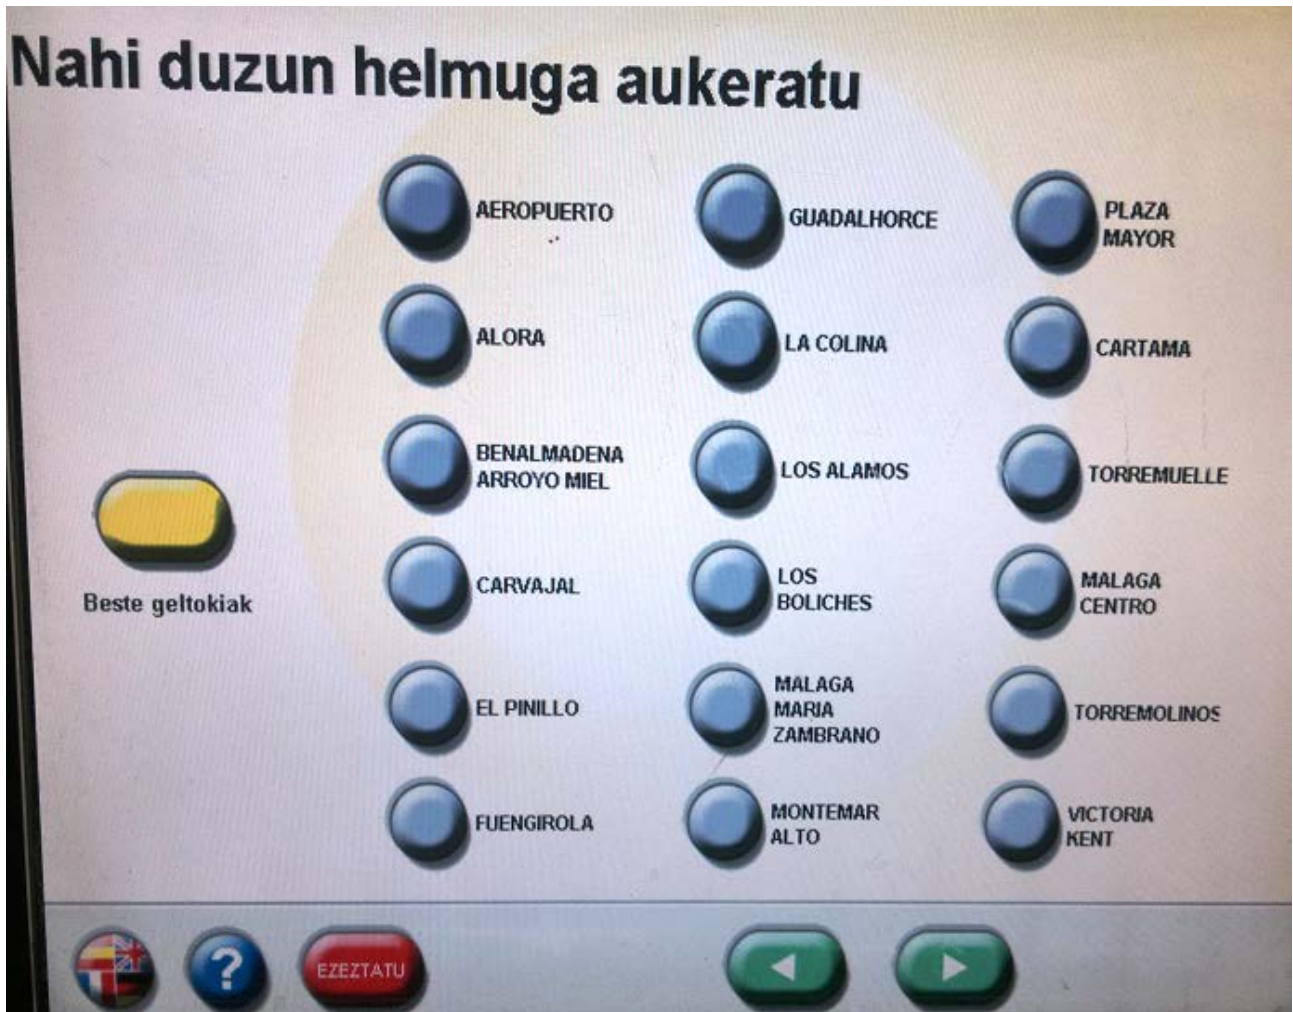 Nahi duzun helmuga aukeratu
AEROPUERTO
ALORA
BENALMADENA
ARROYO MIEL
CARVAJAL
EL PINILLO
FUENGIROLA
GUADALHORCE
LA COLINA
LOS ALAMOS
LOS
BOLICHES
MALAGA
MARIA
ZAMBRANO
MONTEMAR
ALTO
PLAZA
MAYOR
CARTAMA
TORREMUELLE
MALAGA
CENTRO
TORREMOLINOS
VICTORIA
KENT
Beste geltokiak
?
EZEZTATU